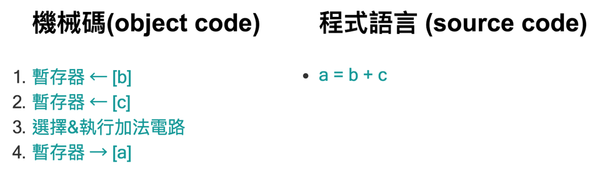 機械碼(object code)
1. 暫存器 ← [b]
2. 暫存器 ← [c]
3. 選擇&執行加法電路
4. 暫存器 → [a]
程式語言 (source code)
• a = b + c